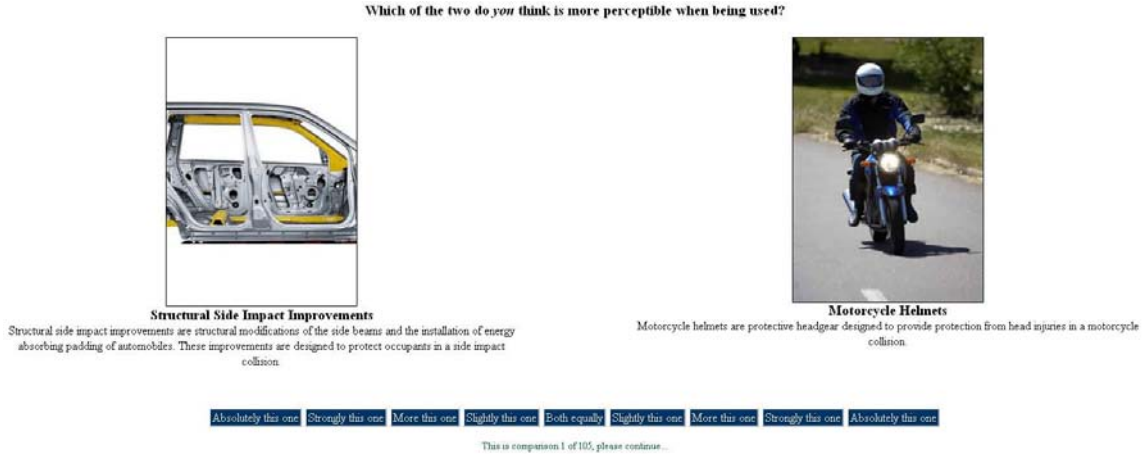 Which of the two do you think is more perceptible when being used?
Structural Side Impact Improvements
Structural side impact improvements are structural modifications of the side beams and the installation of energy
absorbing padding of automobiles. These improvements are designed to protect occupants in a side impact
collision.
Motorcycle Helmets
Motorcycle helmets are protective headgear designed to provide protection from head injuries in a motorcycle
collision.
Absolutely this one Strongly this one More this one Slightly this one Both equally Slightly this one More this one Strongly this one Absolutely this one
This is comparison 1 of 105, please continue...